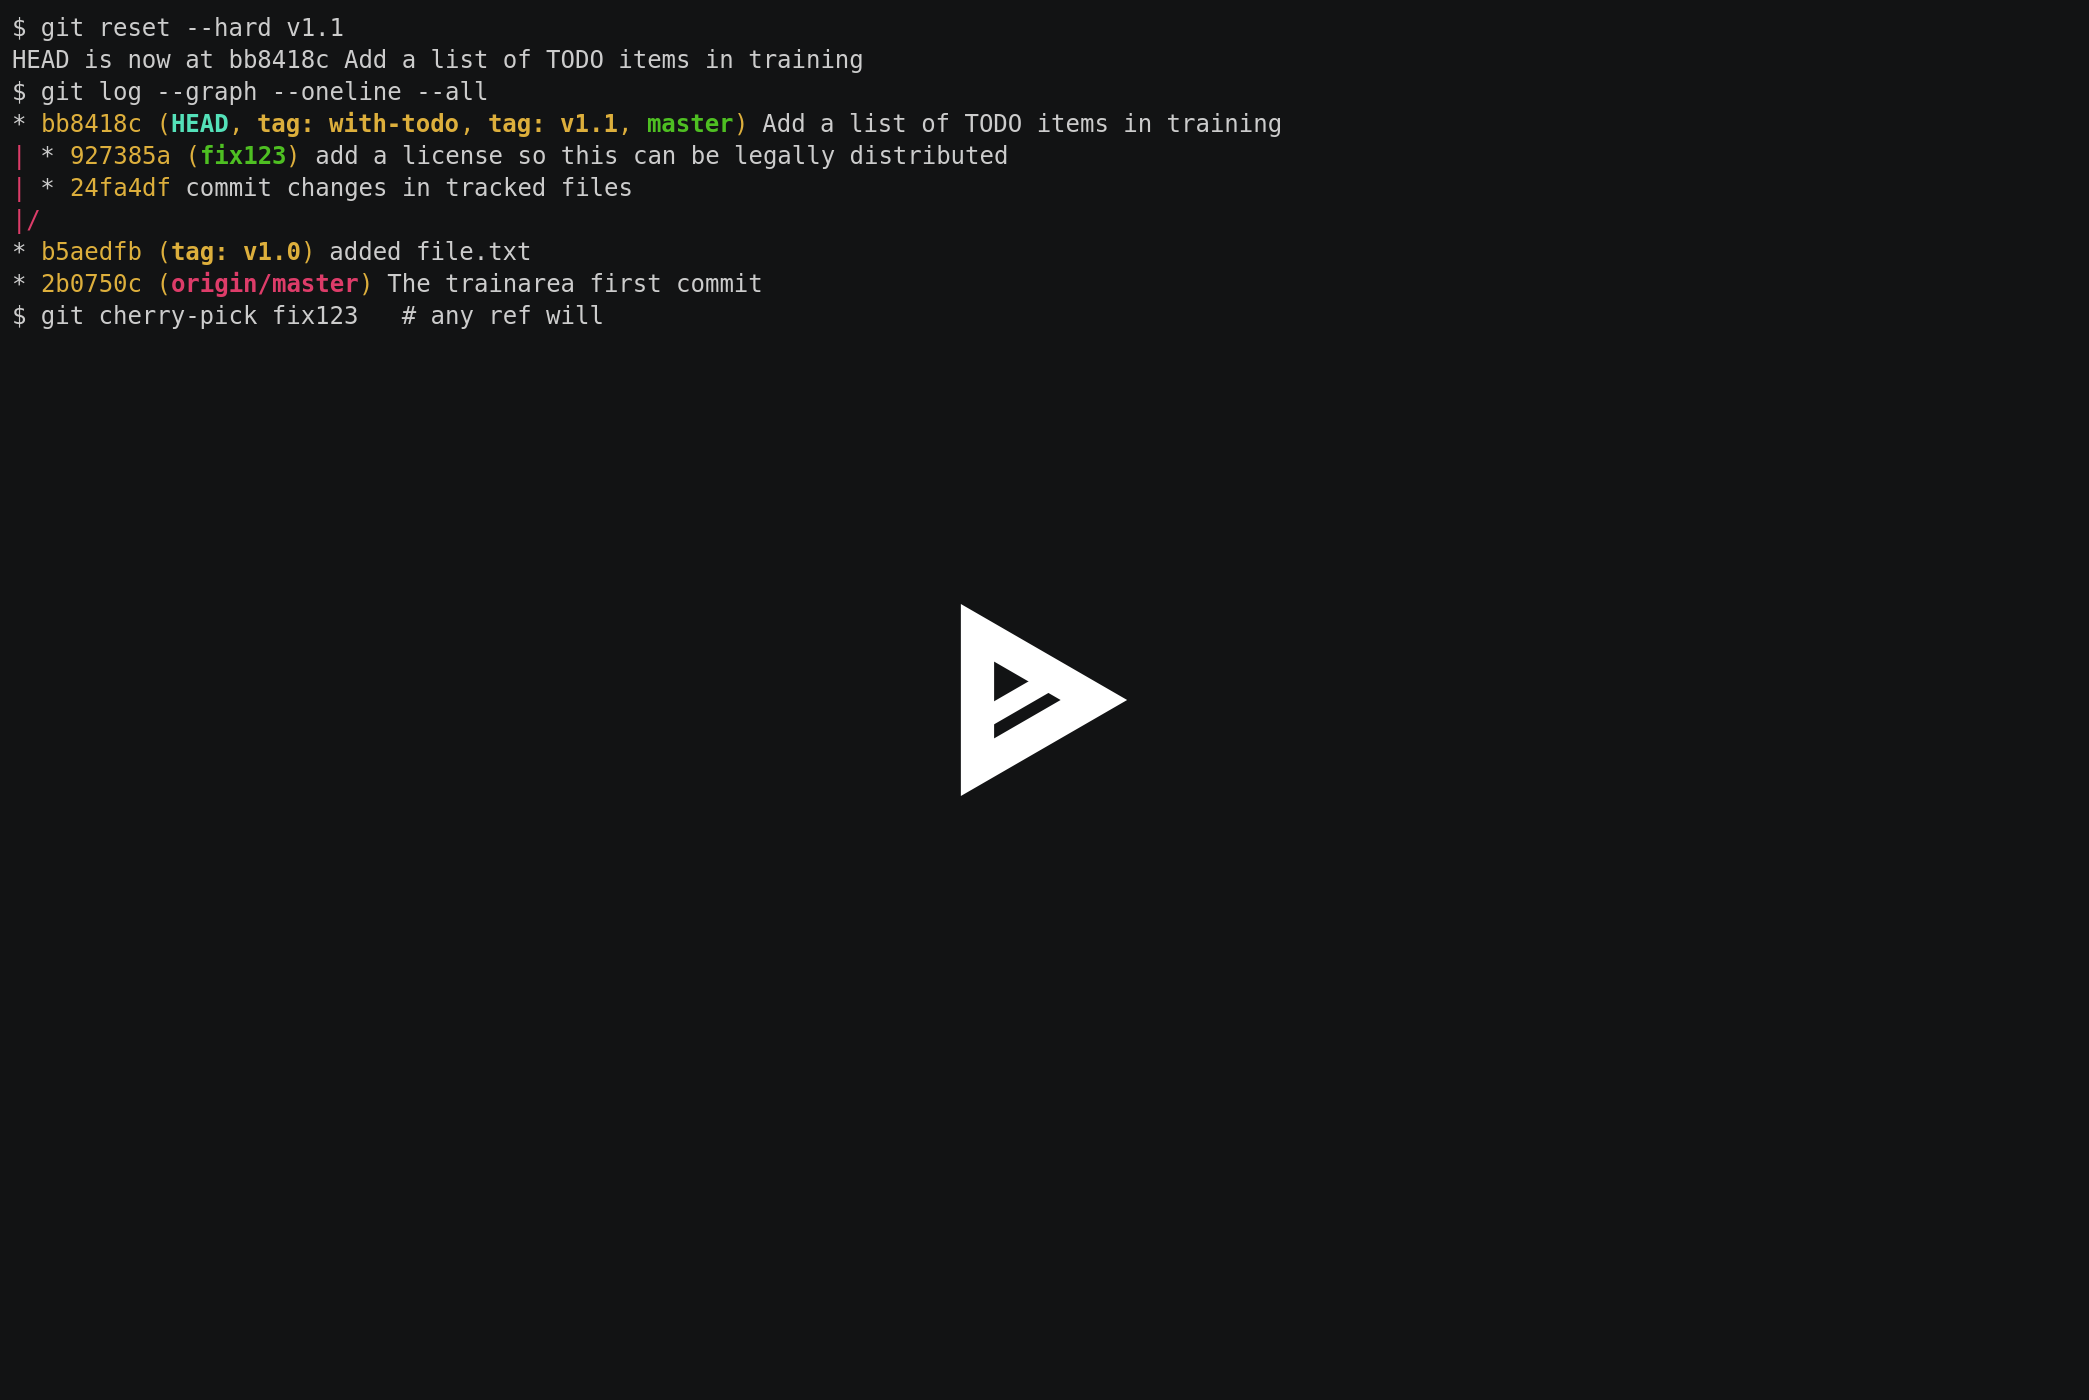 $ git reset --hard v1.1
HEAD is now at bb8418c Add a list of TODO items in training
$ git log --graph --oneline --all
* bb8418c (HEAD, tag: with-todo, tag: v1.1, master) Add a list of TODO items in training
| * 927385a (fix123) add a license so this can be legally distributed
| * 24fa4df commit changes in tracked files
|/
* b5aedfb (tag: v1.0) added file.txt
* 2b0750c (origin/master) The trainarea first commit
$ git cherry-pick fix123   # any ref will